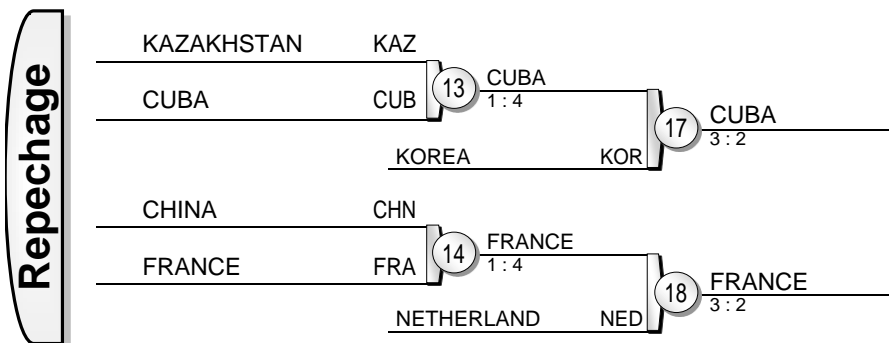 Repechage
KAZAKHSTAN KAZ
CUBA CUB
13
CUBA
1 : 4
KOREA KOR
17
CUBA
3 : 2
CHINA CHN
FRANCE FRA
14
FRANCE
1 : 4
NETHERLAND NED
18
FRANCE
3 : 2